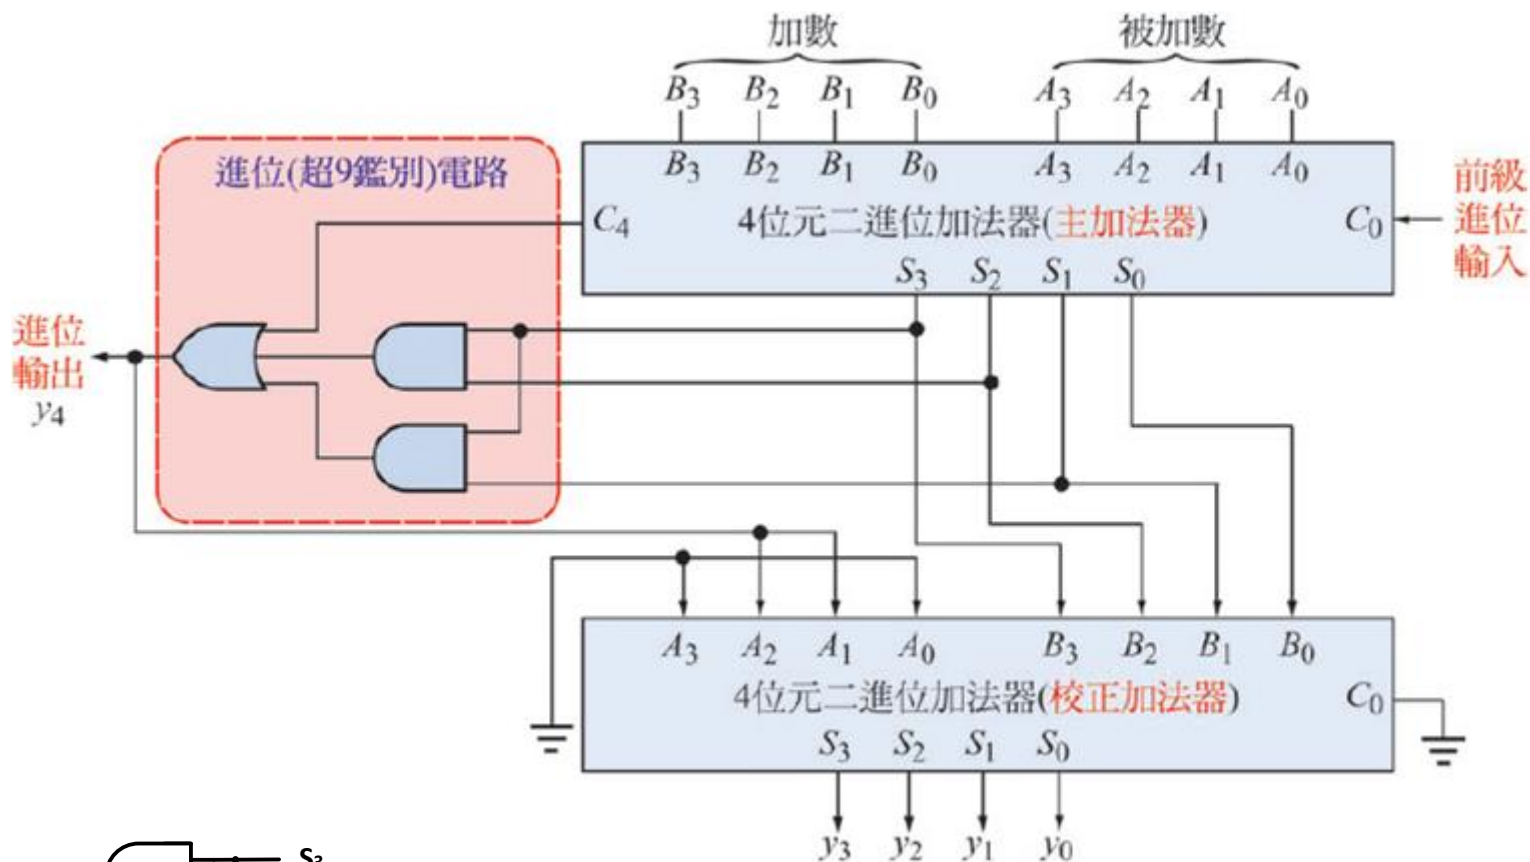 加數 被加數
B3 B2 B1 B0 A3 A2 A1 A0
進位(超9鑑別)電路
B3 B2 B1 B0 A3 A2 A1 A0
C4 4位元二進位加法器(主加法器) C0
前級
進位
輸入
S3 S2 S1 S0
進位
輸出
y4
A3 A2 A1 A0 B3 B2 B1 B0
4位元二進位加法器(校正加法器) C0
S3 S2 S1 S0
y3 y2 y1 y0
S3